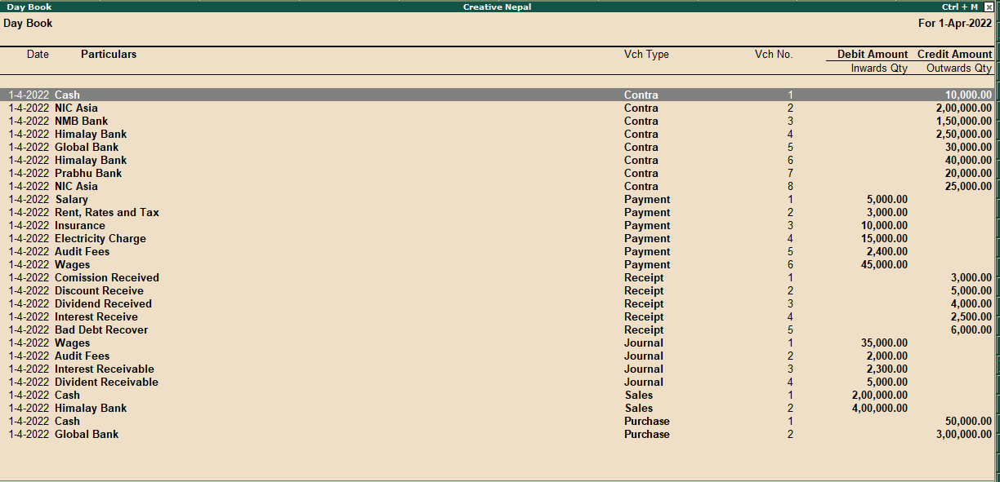 Day Book Creative Nepal Ctrl + M
Day Book For 1-Apr-2022
Date Particulars Vch Type Vch No. Debit Amount Credit Amount
Inwards Qty Outwards Qty
1-4-2022 Cash Contra 1 10,000.00
1-4-2022 NIC Asia Contra 2 2,00,000.00
1-4-2022 NMB Bank Contra 3 1,50,000.00
1-4-2022 Himalay Bank Contra 4 2,50,000.00
1-4-2022 Global Bank Contra 5 30,000.00
1-4-2022 Himalay Bank Contra 6 40,000.00
1-4-2022 Prabhu Bank Contra 7 20,000.00
1-4-2022 NIC Asia Contra 8 25,000.00
1-4-2022 Salary Payment 1 5,000.00
1-4-2022 Rent, Rates and Tax Payment 2 3,000.00
1-4-2022 Insurance Payment 3 10,000.00
1-4-2022 Electricity Charge Payment 4 15,000.00
1-4-2022 Audit Fees Payment 5 2,400.00
1-4-2022 Wages Payment 6 45,000.00
1-4-2022 Comission Received Receipt 1 3,000.00
1-4-2022 Discount Receive Receipt 2 5,000.00
1-4-2022 Dividend Received Receipt 3 4,000.00
1-4-2022 Interest Receive Receipt 4 2,500.00
1-4-2022 Bad Debt Recover Receipt 5 6,000.00
1-4-2022 Wages Journal 1 35,000.00
1-4-2022 Audit Fees Journal 2 2,000.00
1-4-2022 Interest Receivable Journal 3 2,300.00
1-4-2022 Divident Receivable Journal 4 5,000.00
1-4-2022 Cash Sales 1 2,00,000.00
1-4-2022 Himalay Bank Sales 2 4,00,000.00
1-4-2022 Cash Purchase 1 50,000.00
1-4-2022 Global Bank Purchase 2 3,00,000.00